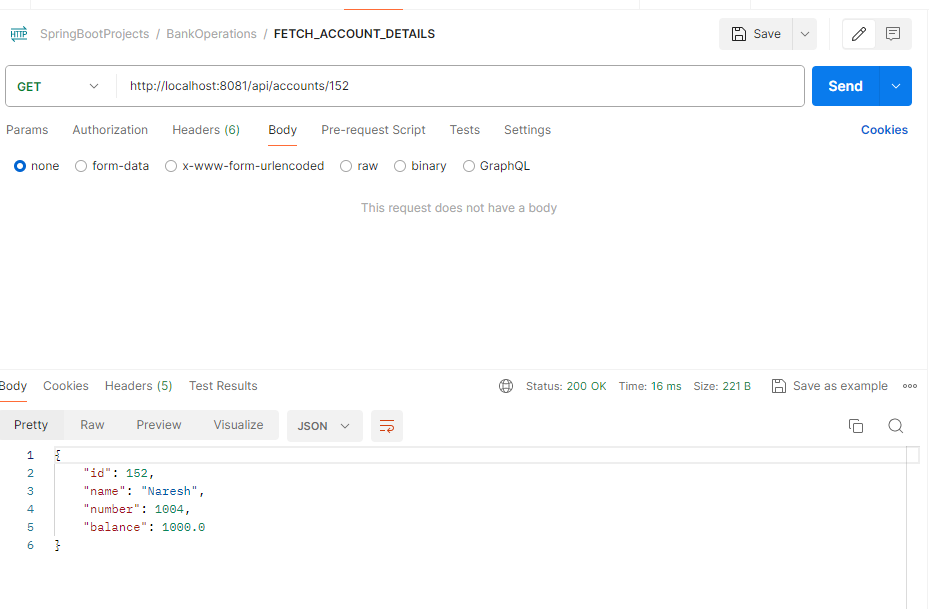 HTTP SpringBootProjects / BankOperations / FETCH_ACCOUNT_DETAILS Save
GET http://localhost:8081/api/accounts/152 Send
Params Authorization Headers (6) Body Pre-request Script Tests Settings Cookies
none form-data x-www-form-urlencoded raw binary GraphQL
This request does not have a body
Body Cookies Headers (5) Test Results Status: 200 OK Time: 16 ms Size: 221 B Save as example
Pretty Raw Preview Visualize JSON
1 {
2 "id": 152,
3 "name": "Naresh",
4 "number": 1004,
5 "balance": 1000.0
6 }